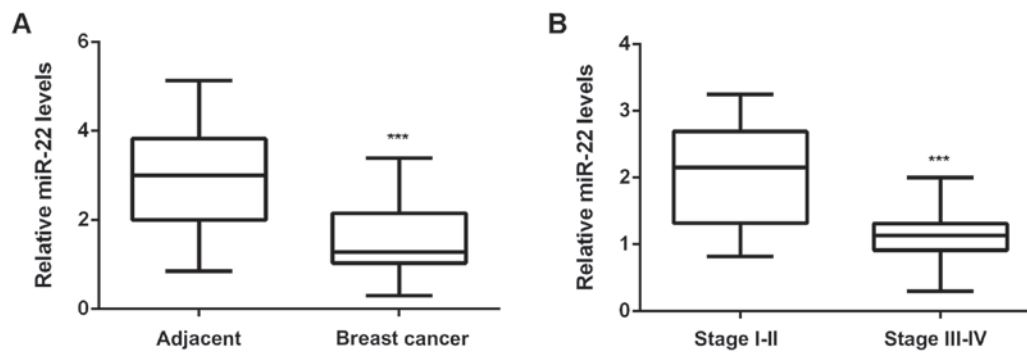 A
Relative miR-22 levels
6
4
2
0
***
Adjacent
Breast cancer
B
Relative miR-22 levels
4
3
2
1
0
***
Stage I-II
Stage III-IV